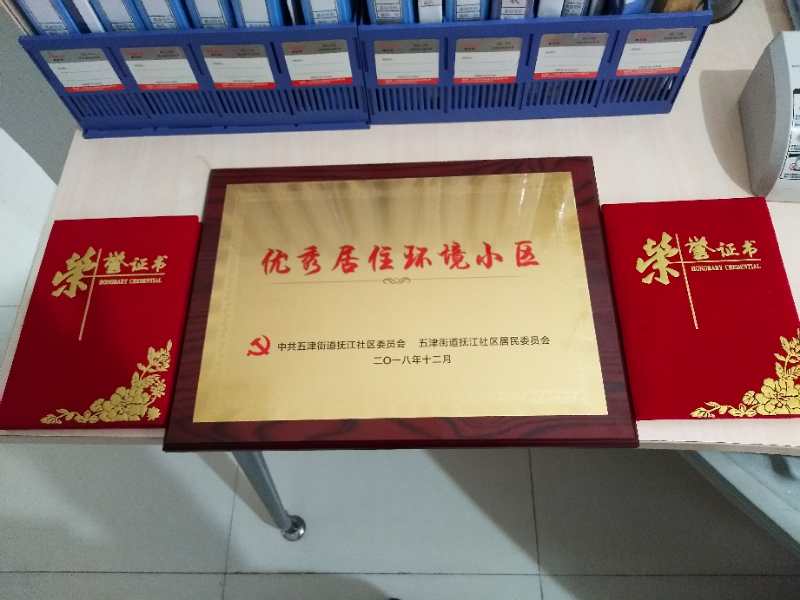 优秀居住环境小区
中共五津街道抚江社区委员会 五津街道抚江社区居民委员会
二〇一八年十二月
荣誉证书
HONORARY CREDENTIAL
荣誉证书
HONORARY CREDENTIAL